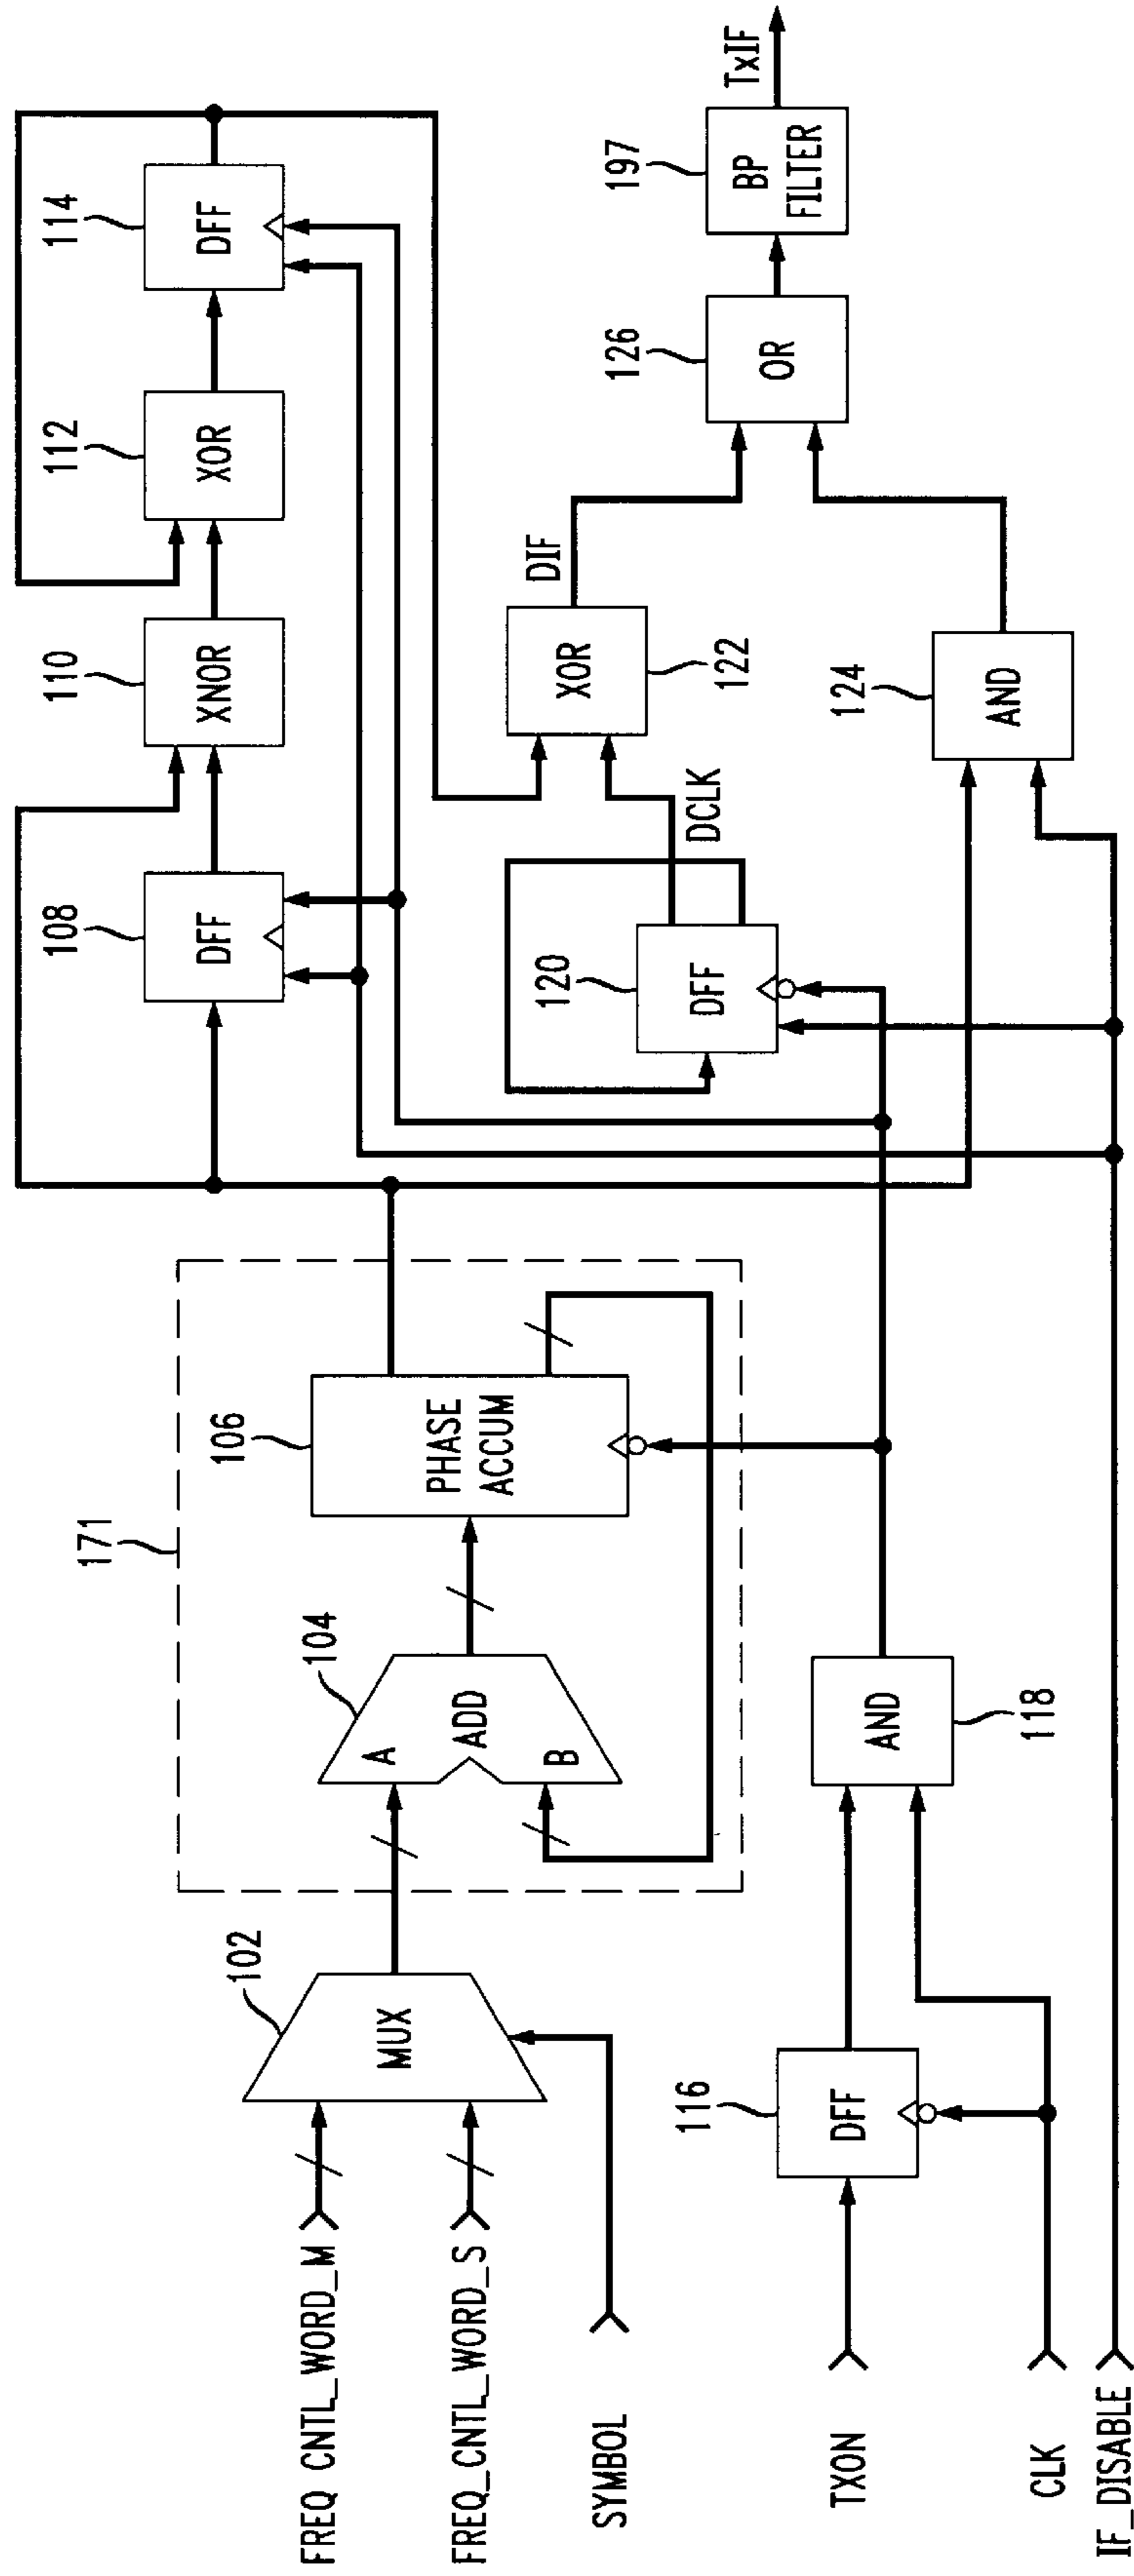 FREQ CNTL_WORD_M
FREQ_CNTL_WORD_S
SYMBOL
TXON
CLK
IF_DISABLE
102
MUX
116
DFF
171
104
A
ADD
B
118
AND
106
PHASE
ACCUM
108
DFF
120
DFF
DCLK
110
XNOR
124
AND
XOR
122
DIF
112
XOR
126
OR
114
DFF
197
BP
FILTER
TxIF